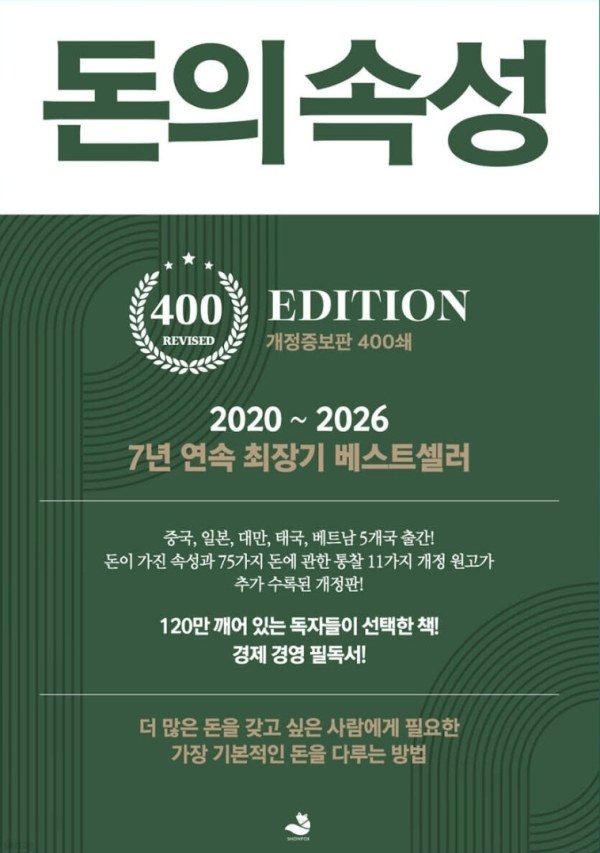 돈의 속성
400
REVISED
EDITION
개정증보판 400쇄
2020 ~ 2026
7년 연속 최장기 베스트셀러
중국, 일본, 대만, 태국, 베트남 5개국 출간!
돈이 가진 속성과 75가지 돈에 관한 통찰 11가지 개정 원고가
추가 수록된 개정판!
120만 깨어 있는 독자들이 선택한 책!
경제 경영 필독서!
더 많은 돈을 갖고 싶은 사람에게 필요한
가장 기본적인 돈을 다루는 방법
SNOWFOX